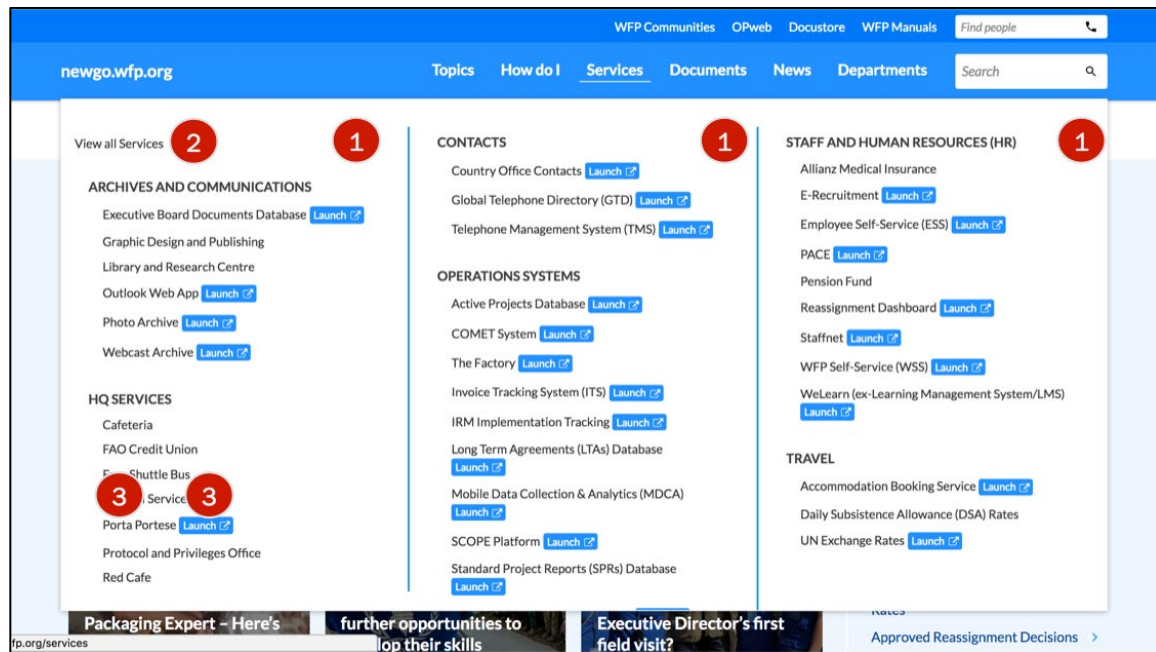 WFP Communities OPweb Docustore WFP Manuals Find people
newgo.wfp.org Topics How do I Services Documents News Departments Search
View all Services 2 1
ARCHIVES AND COMMUNICATIONS
Executive Board Documents Database Launch
Graphic Design and Publishing
Library and Research Centre
Outlook Web App Launch
Photo Archive Launch
Webcast Archive Launch
HQ SERVICES
Cafeteria
FAO Credit Union
Shuttle Bus
3 Service 3
Porta Portese Launch
Protocol and Privileges Office
Red Cafe
CONTACTS 1
Country Office Contacts Launch
Global Telephone Directory (GTD) Launch
Telephone Management System (TMS) Launch
OPERATIONS SYSTEMS
Active Projects Database Launch
COMET System Launch
The Factory Launch
Invoice Tracking System (ITS) Launch
IRM Implementation Tracking Launch
Long Term Agreements (LTAs) Database
Launch
Mobile Data Collection & Analytics (MDCA)
Launch
SCOPE Platform Launch
Standard Project Reports (SPRs) Database
Launch
STAFF AND HUMAN RESOURCES (HR) 1
Allianz Medical Insurance
E-Recruitment Launch
Employee Self-Service (ESS) Launch
PACE Launch
Pension Fund
Reassignment Dashboard Launch
Staffnet Launch
WFP Self-Service (WSS) Launch
WeLearn (ex-Learning Management System/LMS)
Launch
TRAVEL
Accommodation Booking Service Launch
Daily Subsistence Allowance (DSA) Rates
UN Exchange Rates Launch
Packaging Expert – Here's
further opportunities to
lop their skills
Executive Director's first
field visit?
Rates
Approved Reassignment Decisions
fp.org/services